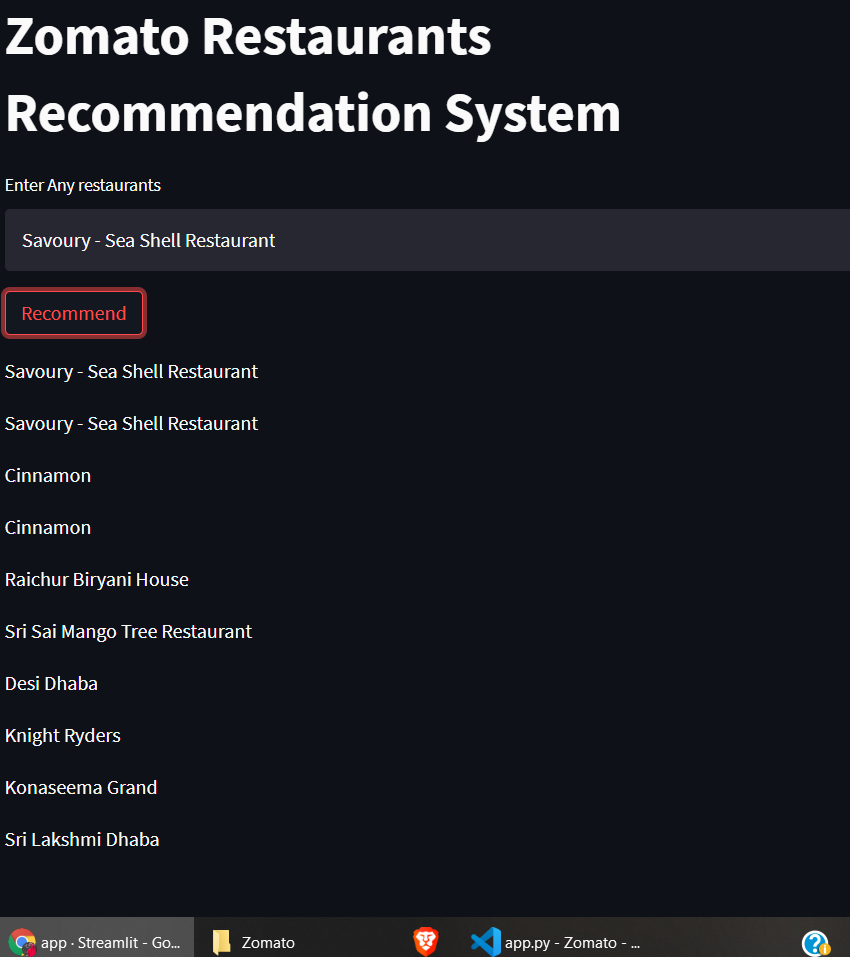 Zomato Restaurants
Recommendation System
Enter Any restaurants
Savoury - Sea Shell Restaurant
Recommend
Savoury - Sea Shell Restaurant
Savoury - Sea Shell Restaurant
Cinnamon
Cinnamon
Raichur Biryani House
Sri Sai Mango Tree Restaurant
Desi Dhaba
Knight Ryders
Konaseema Grand
Sri Lakshmi Dhaba
app · Streamlit - Go... Zomato app.py - Zomato - ...